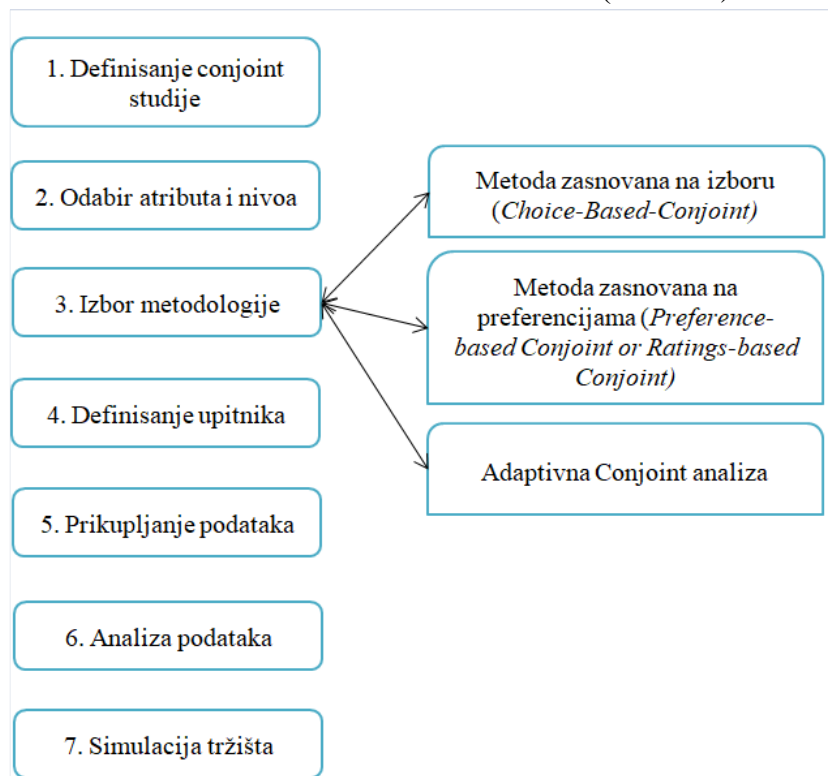 1. Definisanje conjoint
studije
2. Odabir atributa i nivoa
3. Izbor metodologije
4. Definisanje upitnika
5. Prikupljanje podataka
6. Analiza podataka
7. Simulacija tržišta
Metoda zasnovana na izboru
(Choice-Based-Conjoint)
Metoda zasnovana na
preferencijama (Preference-
based Conjoint or Ratings-based
Conjoint)
Adaptivna Conjoint analiza